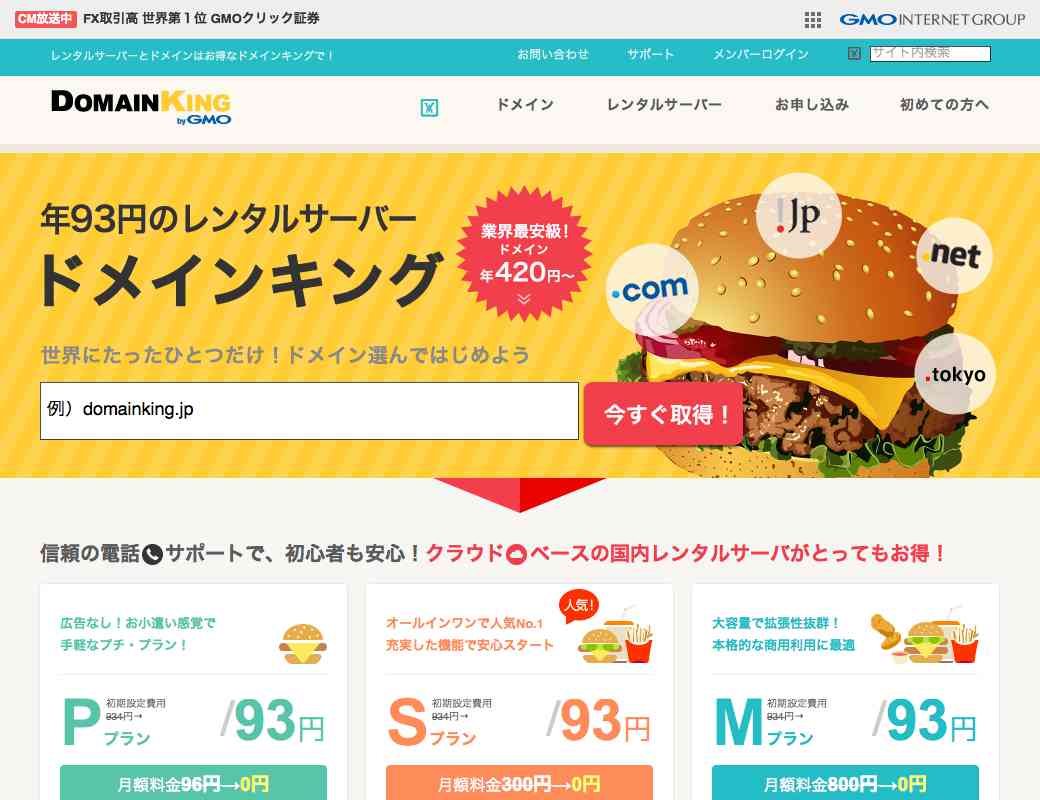 CM放送中 FX取引高 世界第１位 GMOクリック証券
GMO INTERNET GROUP
レンタルサーバーとドメインはお得なドメインキングで！
お問い合わせ サポート メンバーログイン サイト内検索
DOMAINKING
by GMO
ドメイン レンタルサーバー お申し込み 初めての方へ
年93円のレンタルサーバー
ドメインキング
業界最安級！
ドメイン
年420円〜
.com
!Jp
.net
.tokyo
世界にたったひとつだけ！ドメイン選んではじめよう
例）domainking.jp
今すぐ取得！
信頼の電話サポートで、初心者も安心！クラウドベースの国内レンタルサーバがとってもお得！
広告なし！お小遣い感覚で
手軽なプチ・プラン！
初期設定費用
934円→
Pプラン
/93円
月額料金96円→0円
人気！
オールインワンで人気No.1
充実した機能で安心スタート
初期設定費用
934円→
Sプラン
/93円
月額料金300円→0円
大容量で拡張性抜群！
本格的な商用利用に最適
初期設定費用
934円→
Mプラン
/93円
月額料金800円→0円